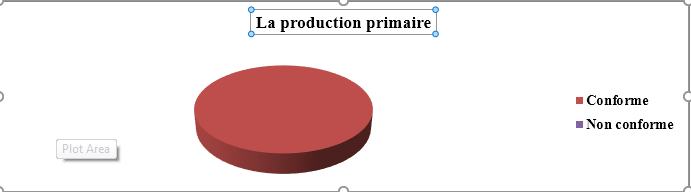 La production primaire
Conforme
Non conforme
Plot Area